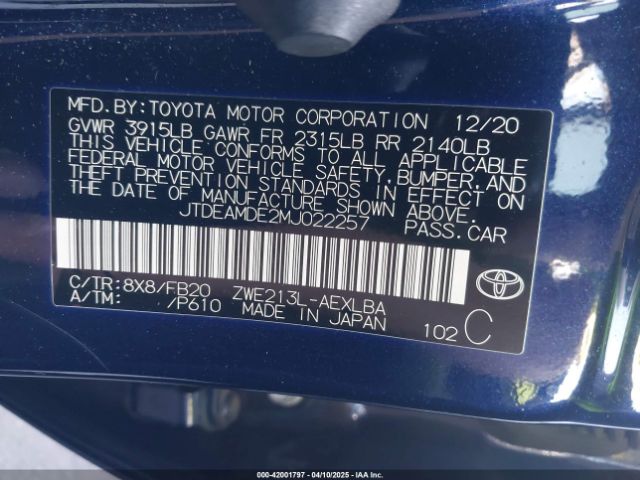 MFD. BY: TOYOTA MOTOR CORPORATION 12/20
GVWR 3915LB GAWR FR 2315LB RR 2140LB
THIS VEHICLE CONFORMS TO ALL APPLICABLE
FEDERAL MOTOR VEHICLE SAFETY, BUMPER, AND
THEFT PREVENTION STANDARDS IN EFFECT ON
THE DATE OF MANUFACTURE SHOWN ABOVE.
JTDEAMDE2MJ022257 PASS. CAR
C/TR: 8X8/FB20 ZWE213L-AEXLBA
A/TM: /P610 MADE IN JAPAN 102 C
TOYOTA
000-42001797 - 04/10/2025 - IAAI.COM